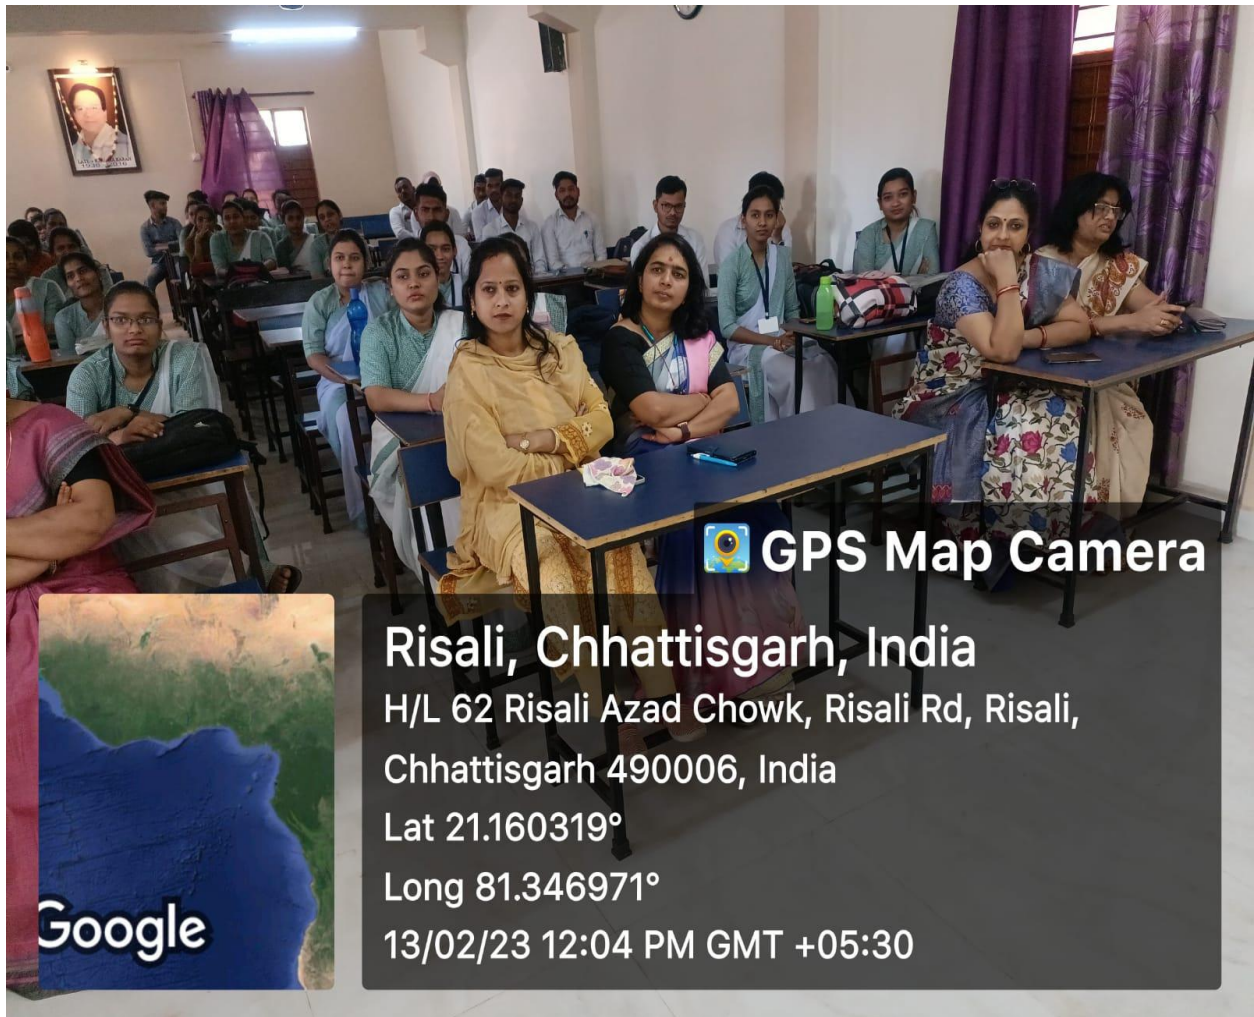 GPS Map Camera
Risali, Chhattisgarh, India
H/L 62 Risali Azad Chowk, Risali Rd, Risali,
Chhattisgarh 490006, India
Lat 21.160319°
Long 81.346971°
13/02/23 12:04 PM GMT +05:30
Google